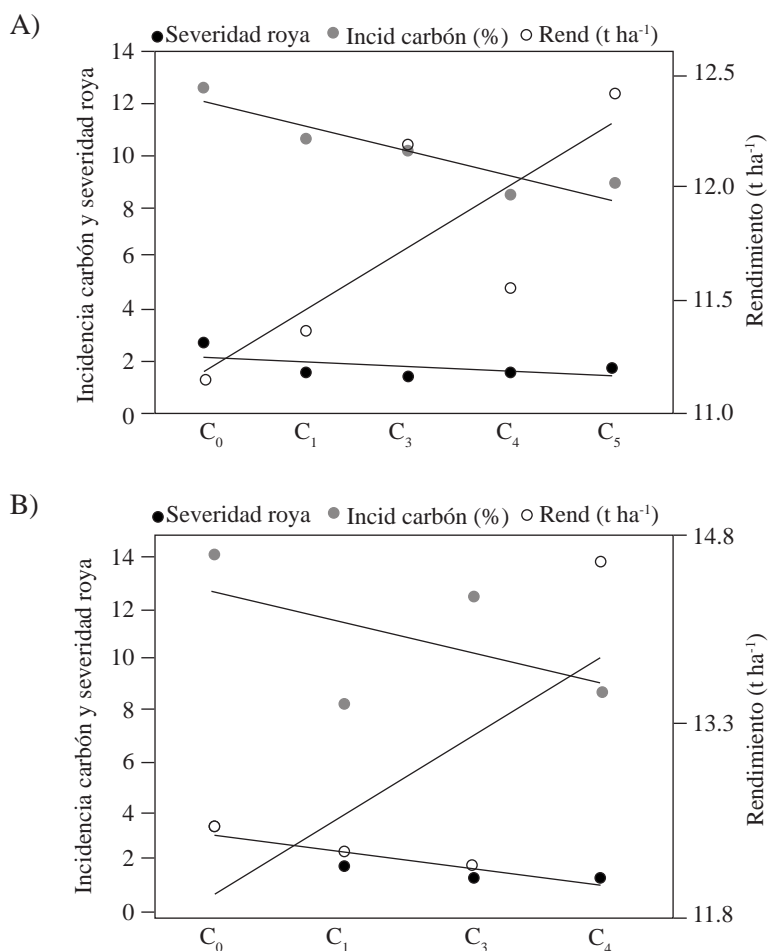 A)
Severidad roya Incid carbón (%) Rend (t ha⁻¹)
Incidencia carbón y severidad roya
14
12
10
8
6
4
2
0
12.5
12.0
11.5
11.0
Rendimiento (t ha⁻¹)
C₀ C₁ C₃ C₄ C₅
B)
Severidad roya Incid carbón (%) Rend (t ha⁻¹)
Incidencia carbón y severidad roya
14
12
10
8
6
4
2
0
14.8
13.3
11.8
Rendimiento (t ha⁻¹)
C₀ C₁ C₃ C₄